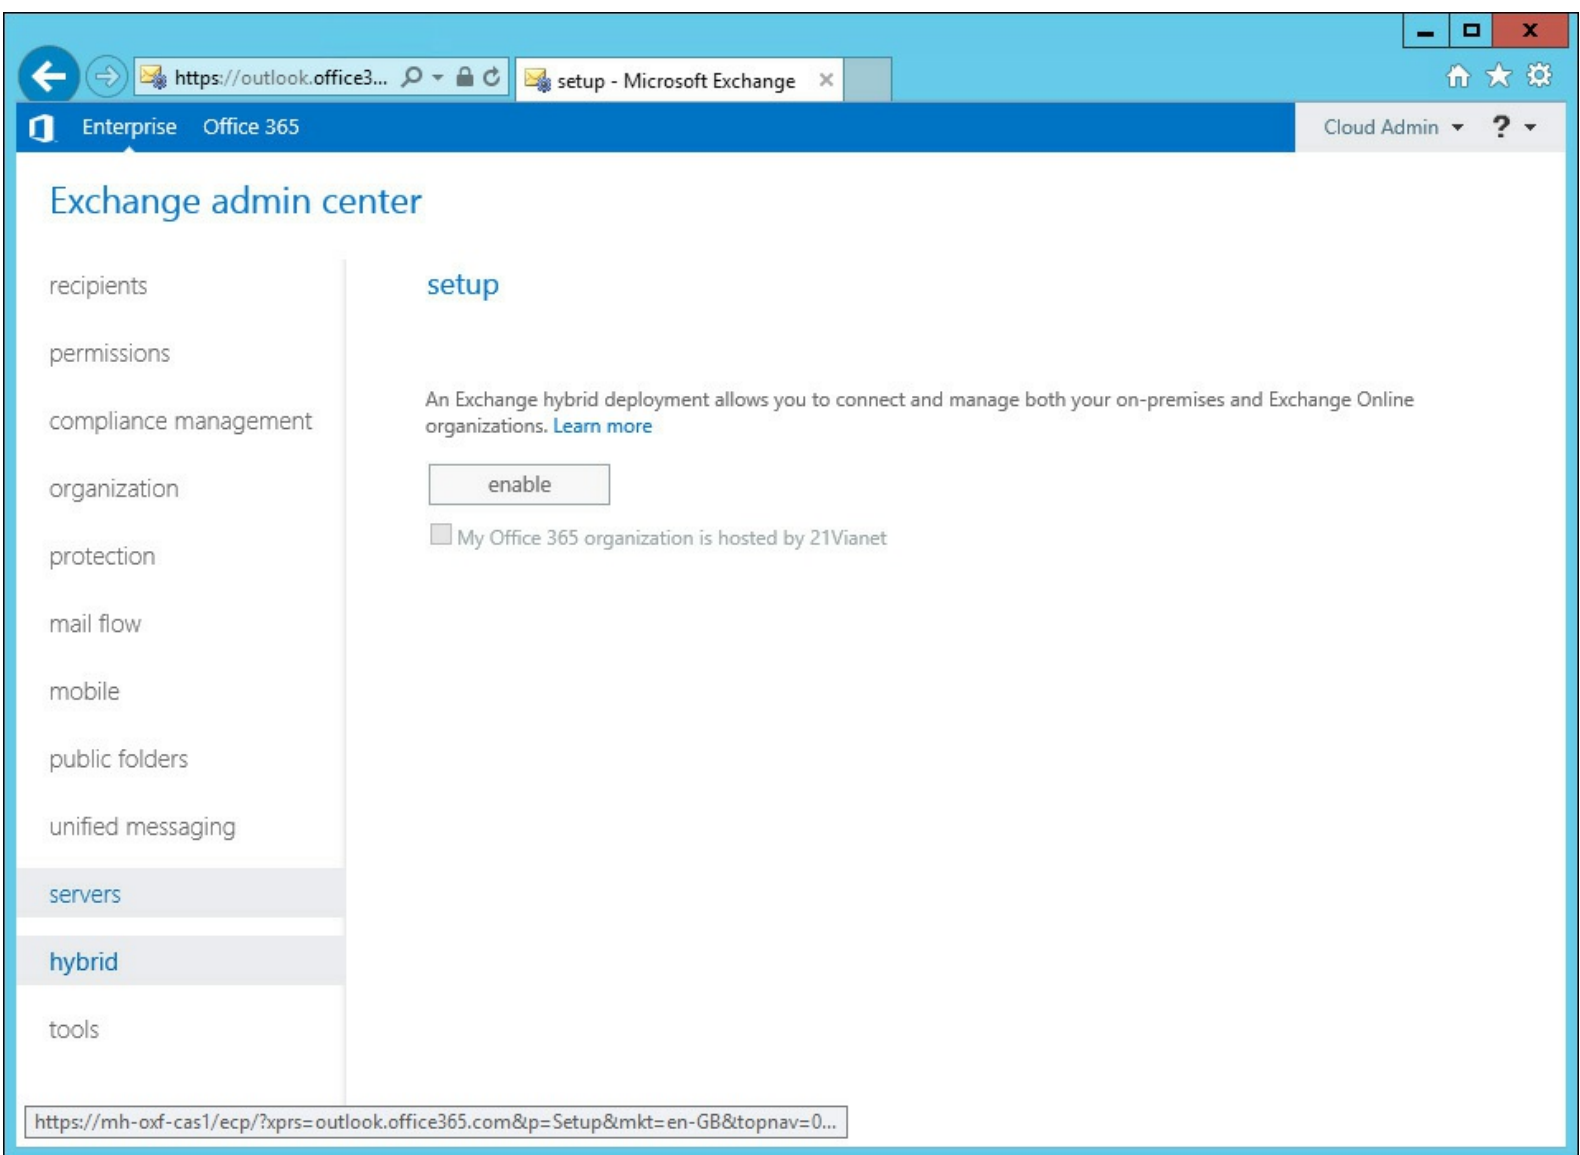 https://outlook.office3...
setup - Microsoft Exchange
Enterprise Office 365
Cloud Admin ?
Exchange admin center
recipients
permissions
compliance management
organization
protection
mail flow
mobile
public folders
unified messaging
servers
hybrid
tools
setup
An Exchange hybrid deployment allows you to connect and manage both your on-premises and Exchange Online
organizations. Learn more
enable
My Office 365 organization is hosted by 21Vianet
https://mh-oxf-cas1/ecp/?xprs=outlook.office365.com&p=Setup&mkt=en-GB&topnav=0...